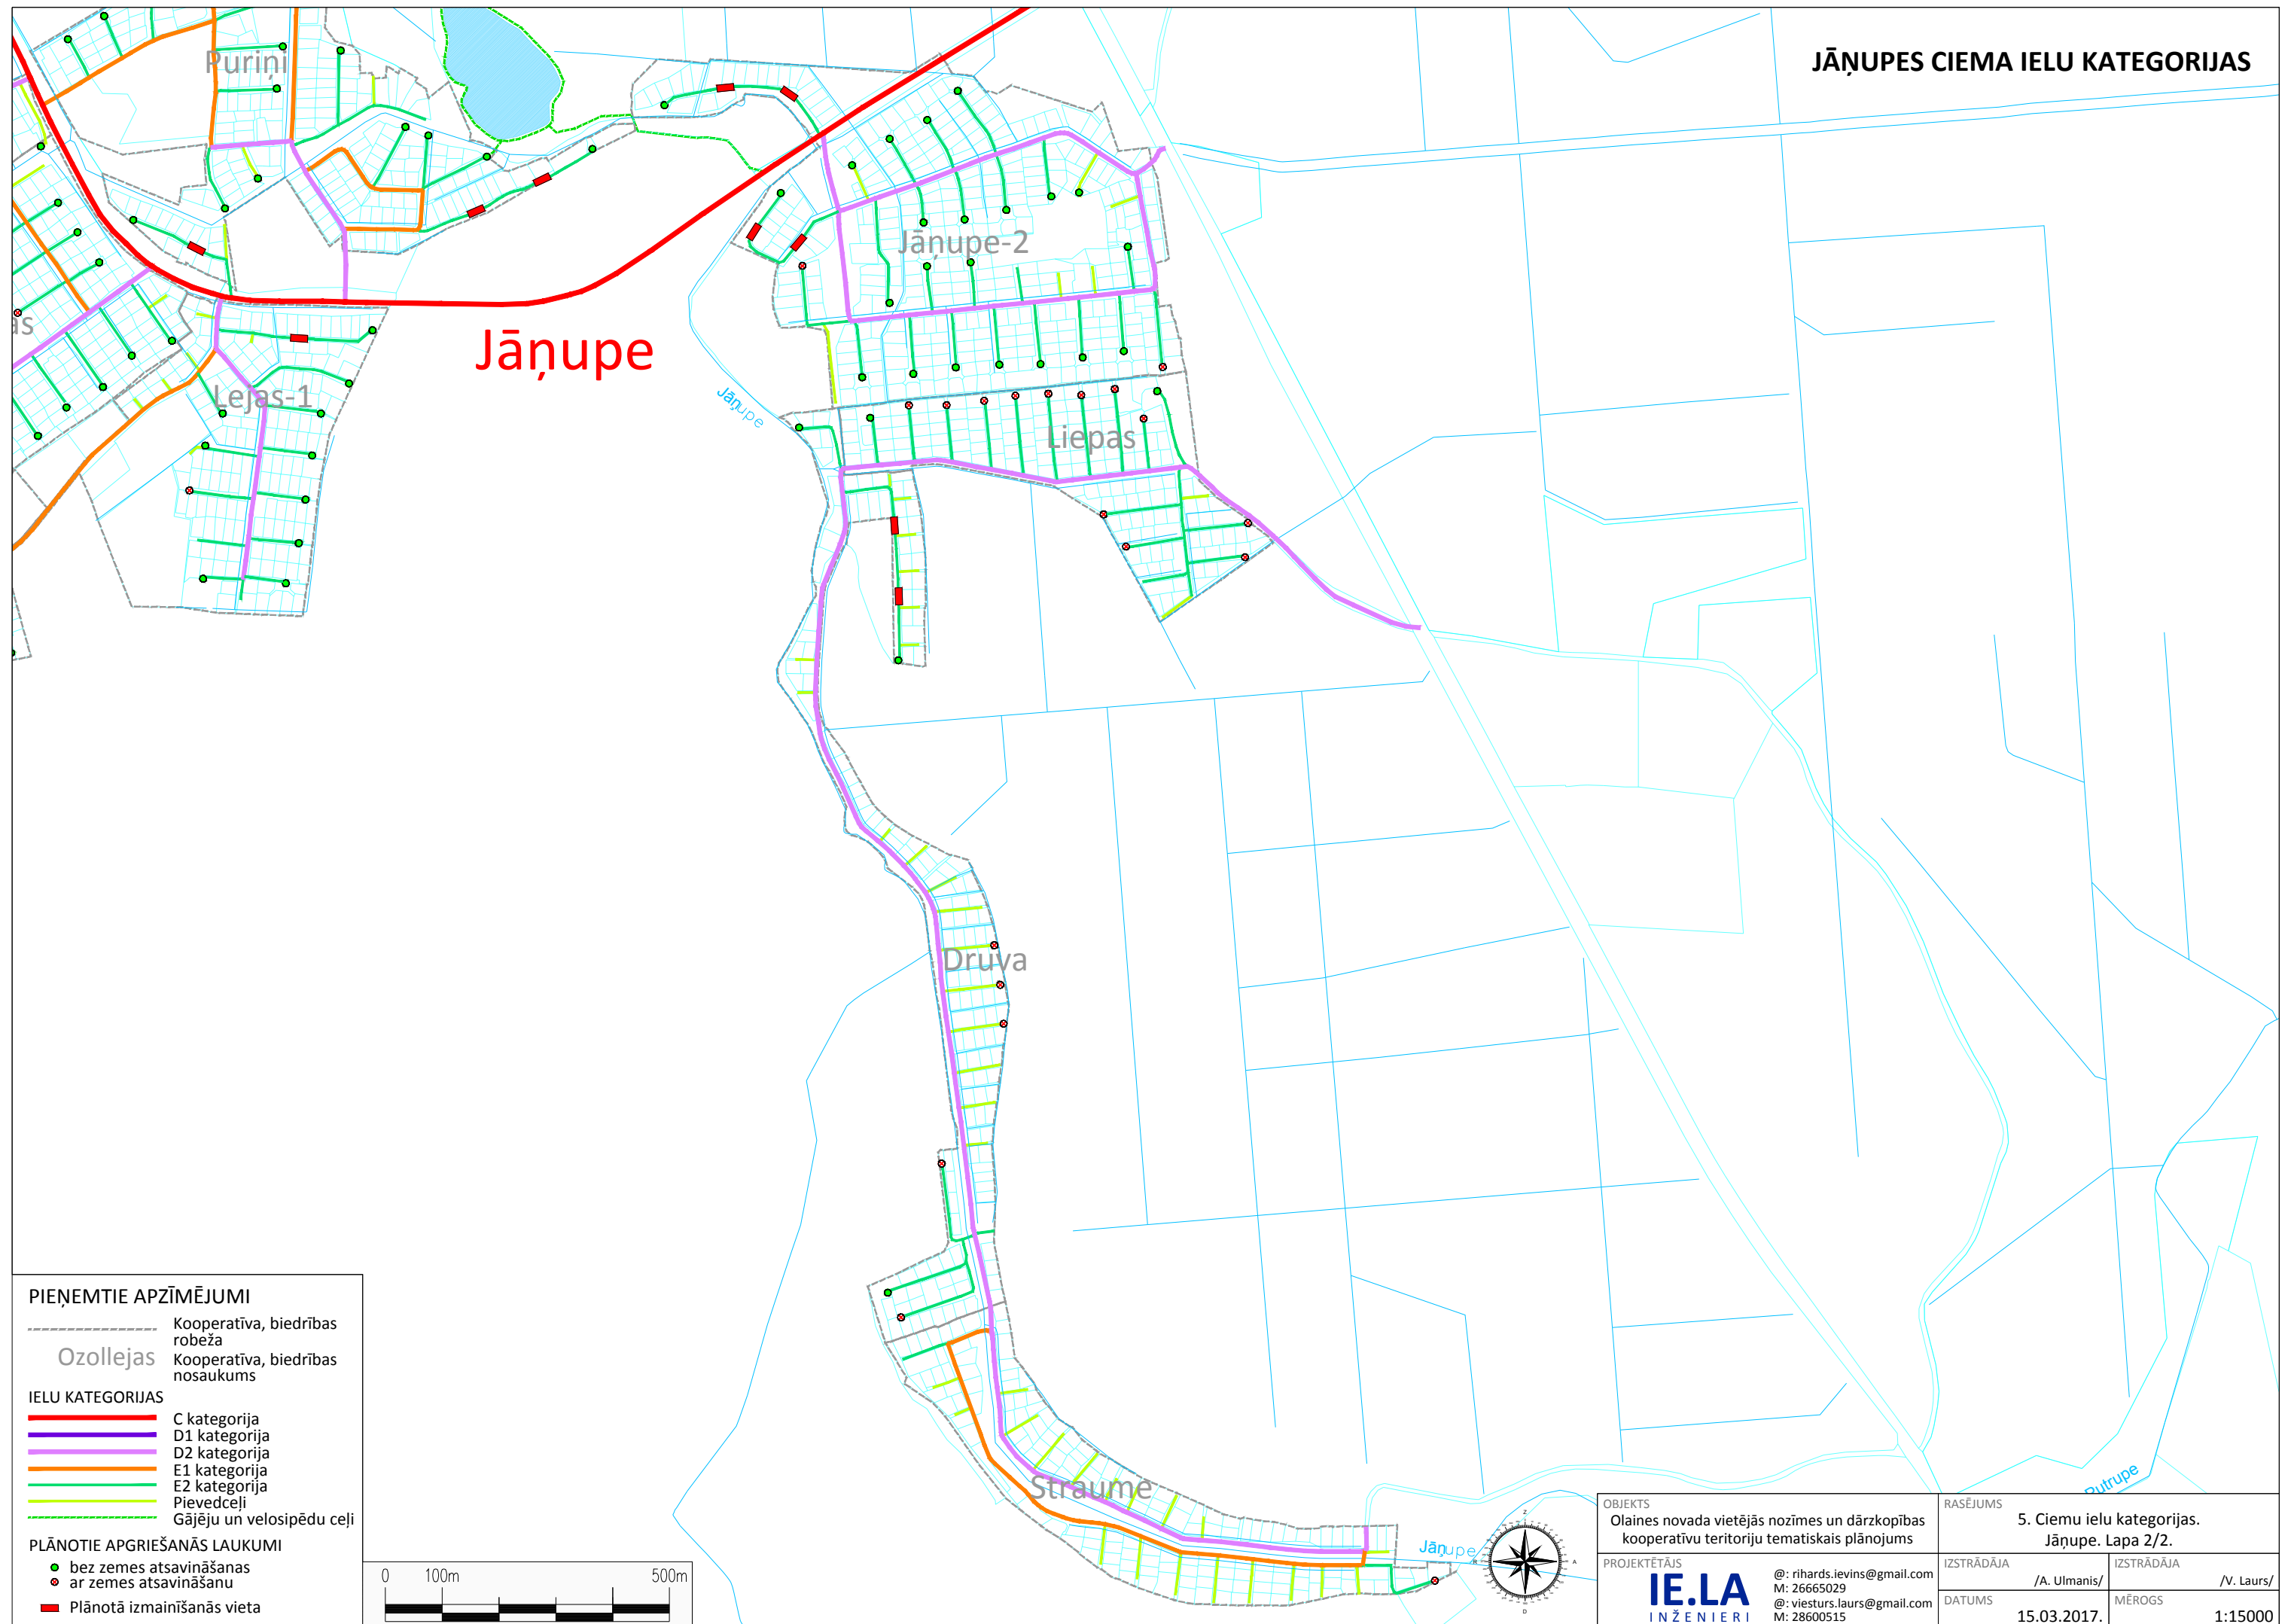 JĀŅUPES CIEMA IELU KATEGORIJAS
Puriņi
Jāņupe-2
as
Jāņupe
Lejas-1
Jāņupe
Liepas
Druva
Straume
Jāņupe
PIEŅEMTIE APZĪMĒJUMI
Kooperatīva, biedrības
robeža
Ozollejas
Kooperatīva, biedrības
nosaukums
IELU KATEGORIJAS
C kategorija
D1 kategorija
D2 kategorija
E1 kategorija
E2 kategorija
Pievedceļi
Gājēju un velosipēdu ceļi
PLĀNOTIE APGRIEŠANĀS LAUKUMI
bez zemes atsavināšanas
ar zemes atsavināšanu
Plānotā izmainīšanās vieta
0 100m 500m
OBJEKTS
Olaines novada vietējās nozīmes un dārzkopības
kooperatīvu teritoriju tematiskais plānojums
RASĒJUMS
5. Ciemu ielu kategorijas.
Jāņupe. Lapa 2/2.
PROJEKTĒTĀJS
IE.LA
INŽENIERI
@: rihards.ievins@gmail.com
M: 26665029
@: viesturs.laurs@gmail.com
M: 28600515
IZSTRĀDĀJA
/A. Ulmanis/
IZSTRĀDĀJA
/V. Laurs/
DATUMS
15.03.2017.
MĒROGS
1:15000